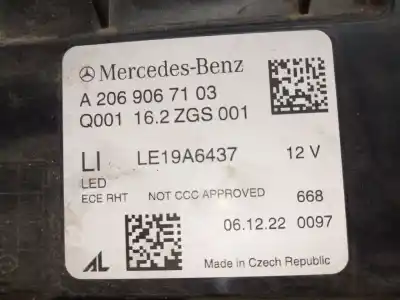 Mercedes-Benz
A 206 906 71 03
Q001 16.2 ZGS 001
LI LE19A6437 12 V
LED
ECE RHT NOT CCC APPROVED 668
06.12.22 0097
AL Made in Czech Republic